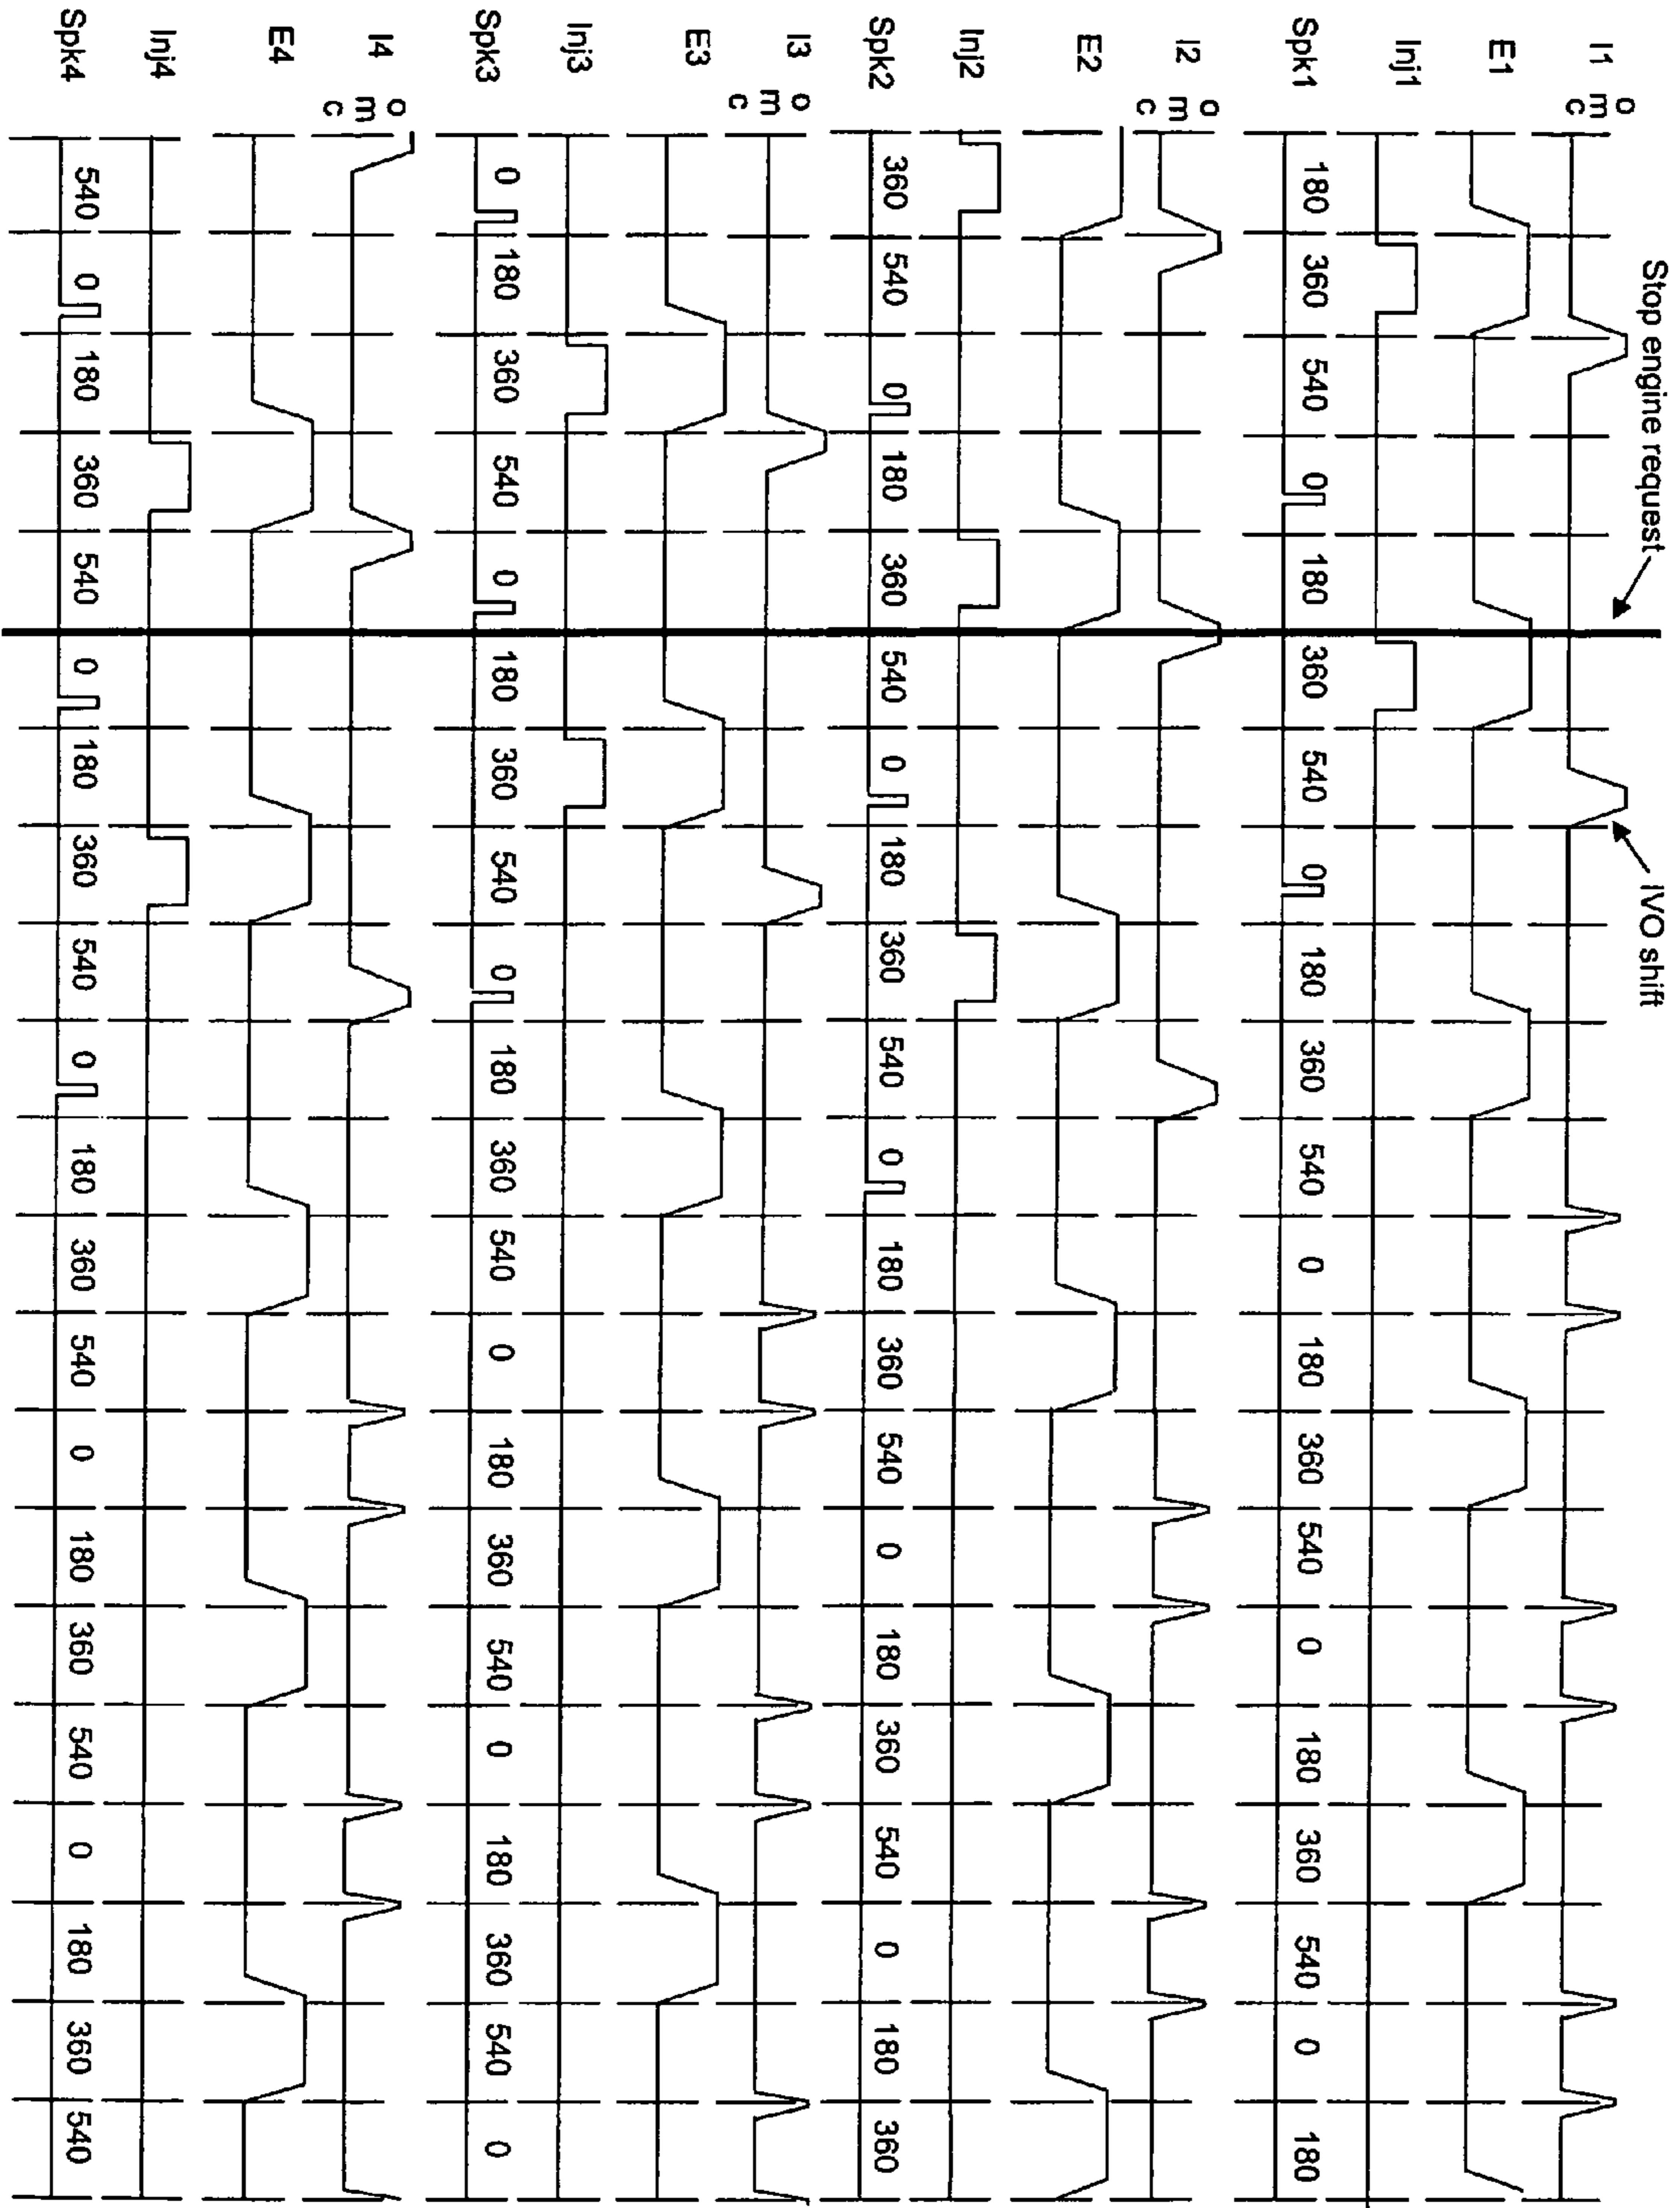 Stop engine request
IVO shift
o
I1 m
c
E1
Inj1
180 360 540 0 180 360 540 0 180 360 540 0 180 360 540 0 180 360 540 0 180
Spk1
o
I2 m
c
E2
Inj2
360 540 0 180 360 540 0 180 360 540 0 180 360 540 0 180 360 540 0 180 360
Spk2
o
I3 m
c
E3
Inj3
0 180 360 540 0 180 360 540 0 180 360 540 0 180 360 540 0 180 360 540 0
Spk3
o
I4 m
c
E4
Inj4
540 0 180 360 540 0 180 360 540 0 180 360 540 0 180 360 540 0 180 360 540
Spk4